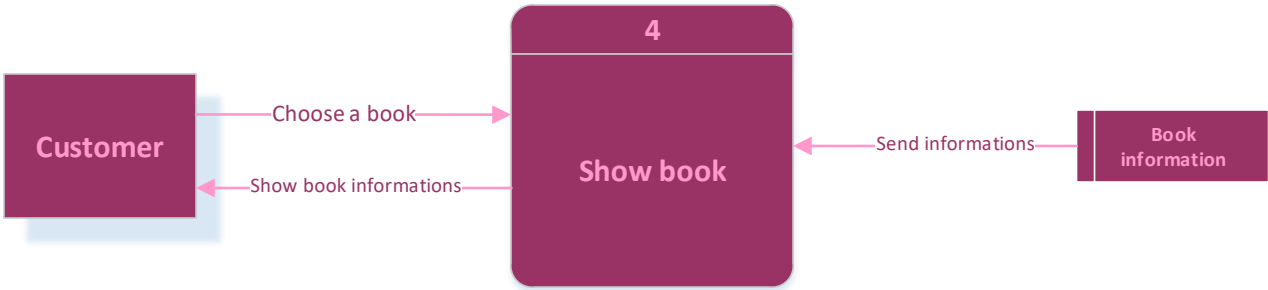 4
Customer
Choose a book
Show book informations
Show book
Send informations
Book
information